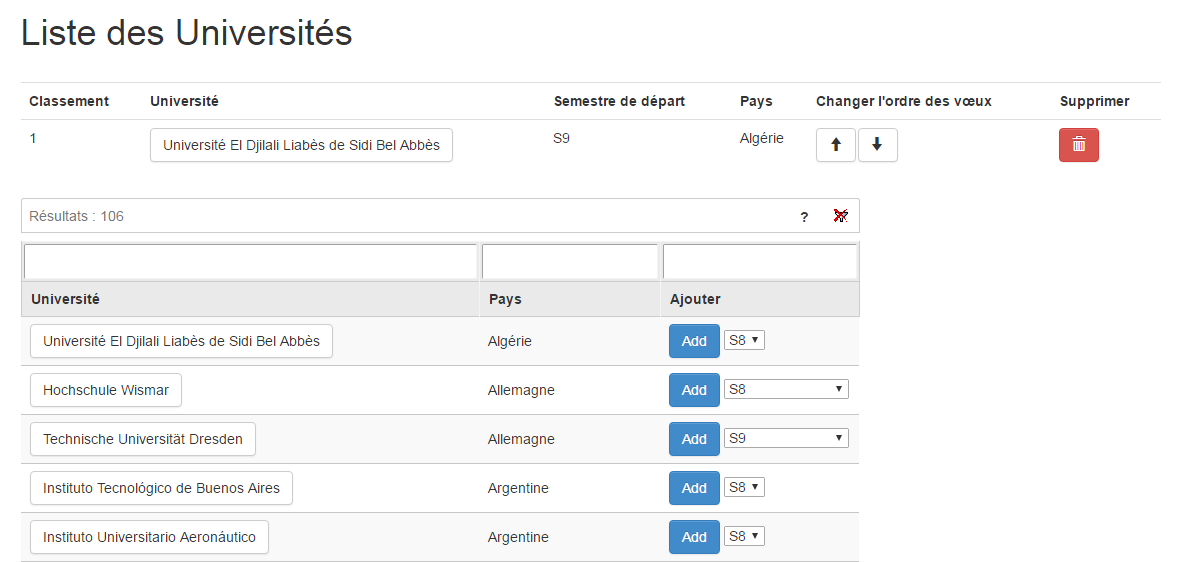 Liste des Universités
Classement Université Semestre de départ Pays Changer l'ordre des vœux Supprimer
1 Université El Djilali Liabès de Sidi Bel Abbès S9 Algérie
Résultats : 106 ?
Université Pays Ajouter
Université El Djilali Liabès de Sidi Bel Abbès Algérie Add S8
Hochschule Wismar Allemagne Add S8
Technische Universität Dresden Allemagne Add S9
Instituto Tecnológico de Buenos Aires Argentine Add S8
Instituto Universitario Aeronáutico Argentine Add S8